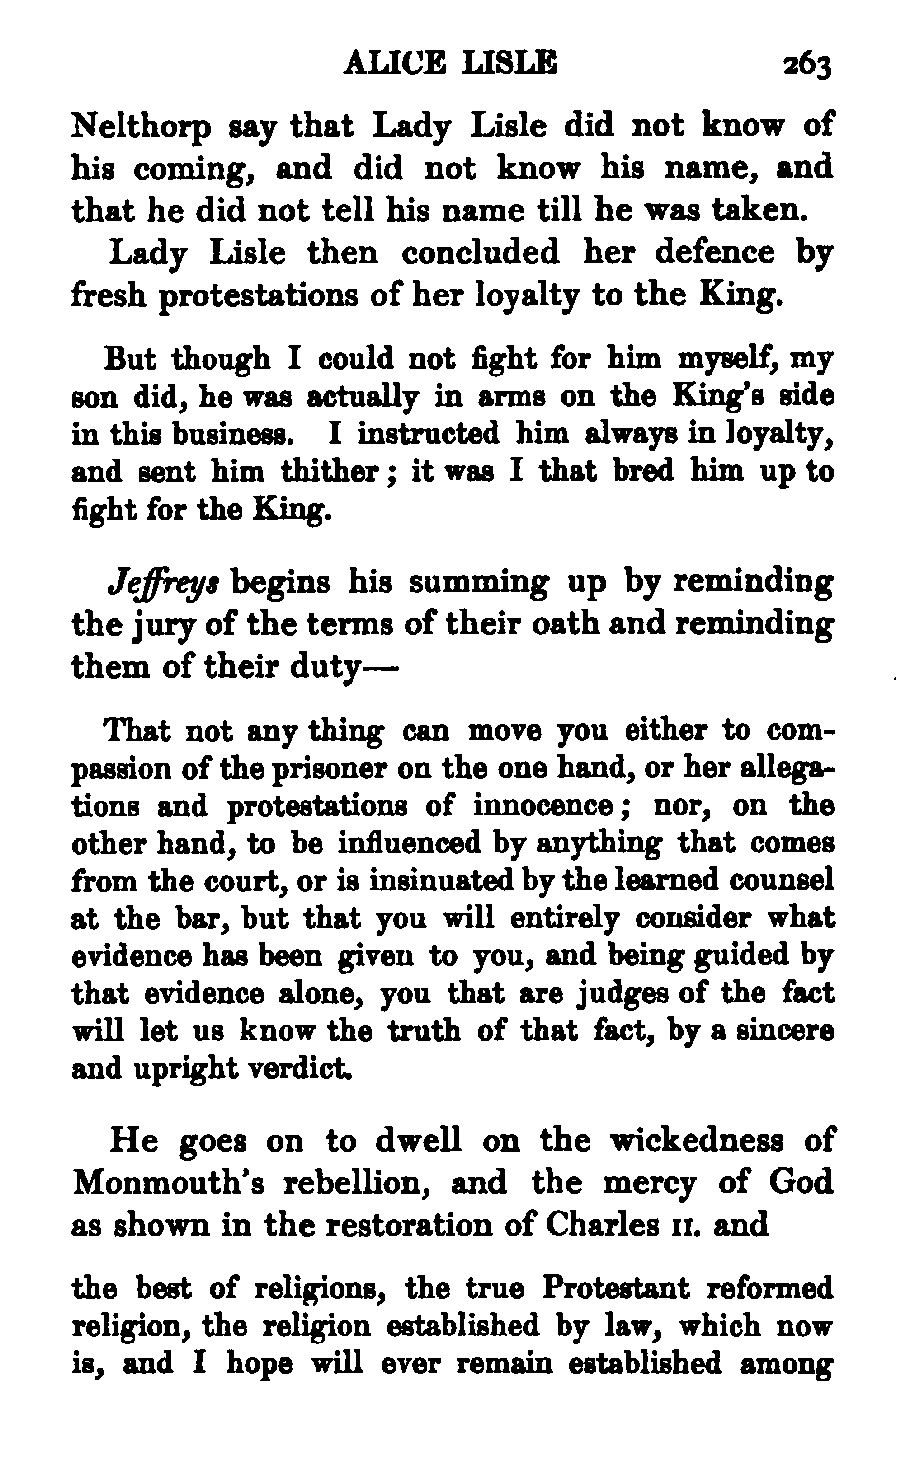 ALICE LISLE 263
Nelthorp say that Lady Lisle did not know of
his coming, and did not know his name, and
that he did not tell his name till he was taken.
Lady Lisle then concluded her defence by
fresh protestations of her loyalty to the King.
But though I could not fight for him myself, my
son did, he was actually in arms on the King's side
in this business. I instructed him always in loyalty,
and sent him thither; it was I that bred him up to
fight for the King.
Jeffreys begins his summing up by reminding
the jury of the terms of their oath and reminding
them of their duty—
That not any thing can move you either to com-
passion of the prisoner on the one hand, or her allega-
tions and protestations of innocence; nor, on the
other hand, to be influenced by anything that comes
from the court, or is insinuated by the learned counsel
at the bar, but that you will entirely consider what
evidence has been given to you, and being guided by
that evidence alone, you that are judges of the fact
will let us know the truth of that fact, by a sincere
and upright verdict.
He goes on to dwell on the wickedness of
Monmouth's rebellion, and the mercy of God
as shown in the restoration of Charles II. and
the best of religions, the true Protestant reformed
religion, the religion established by law, which now
is, and I hope will ever remain established among